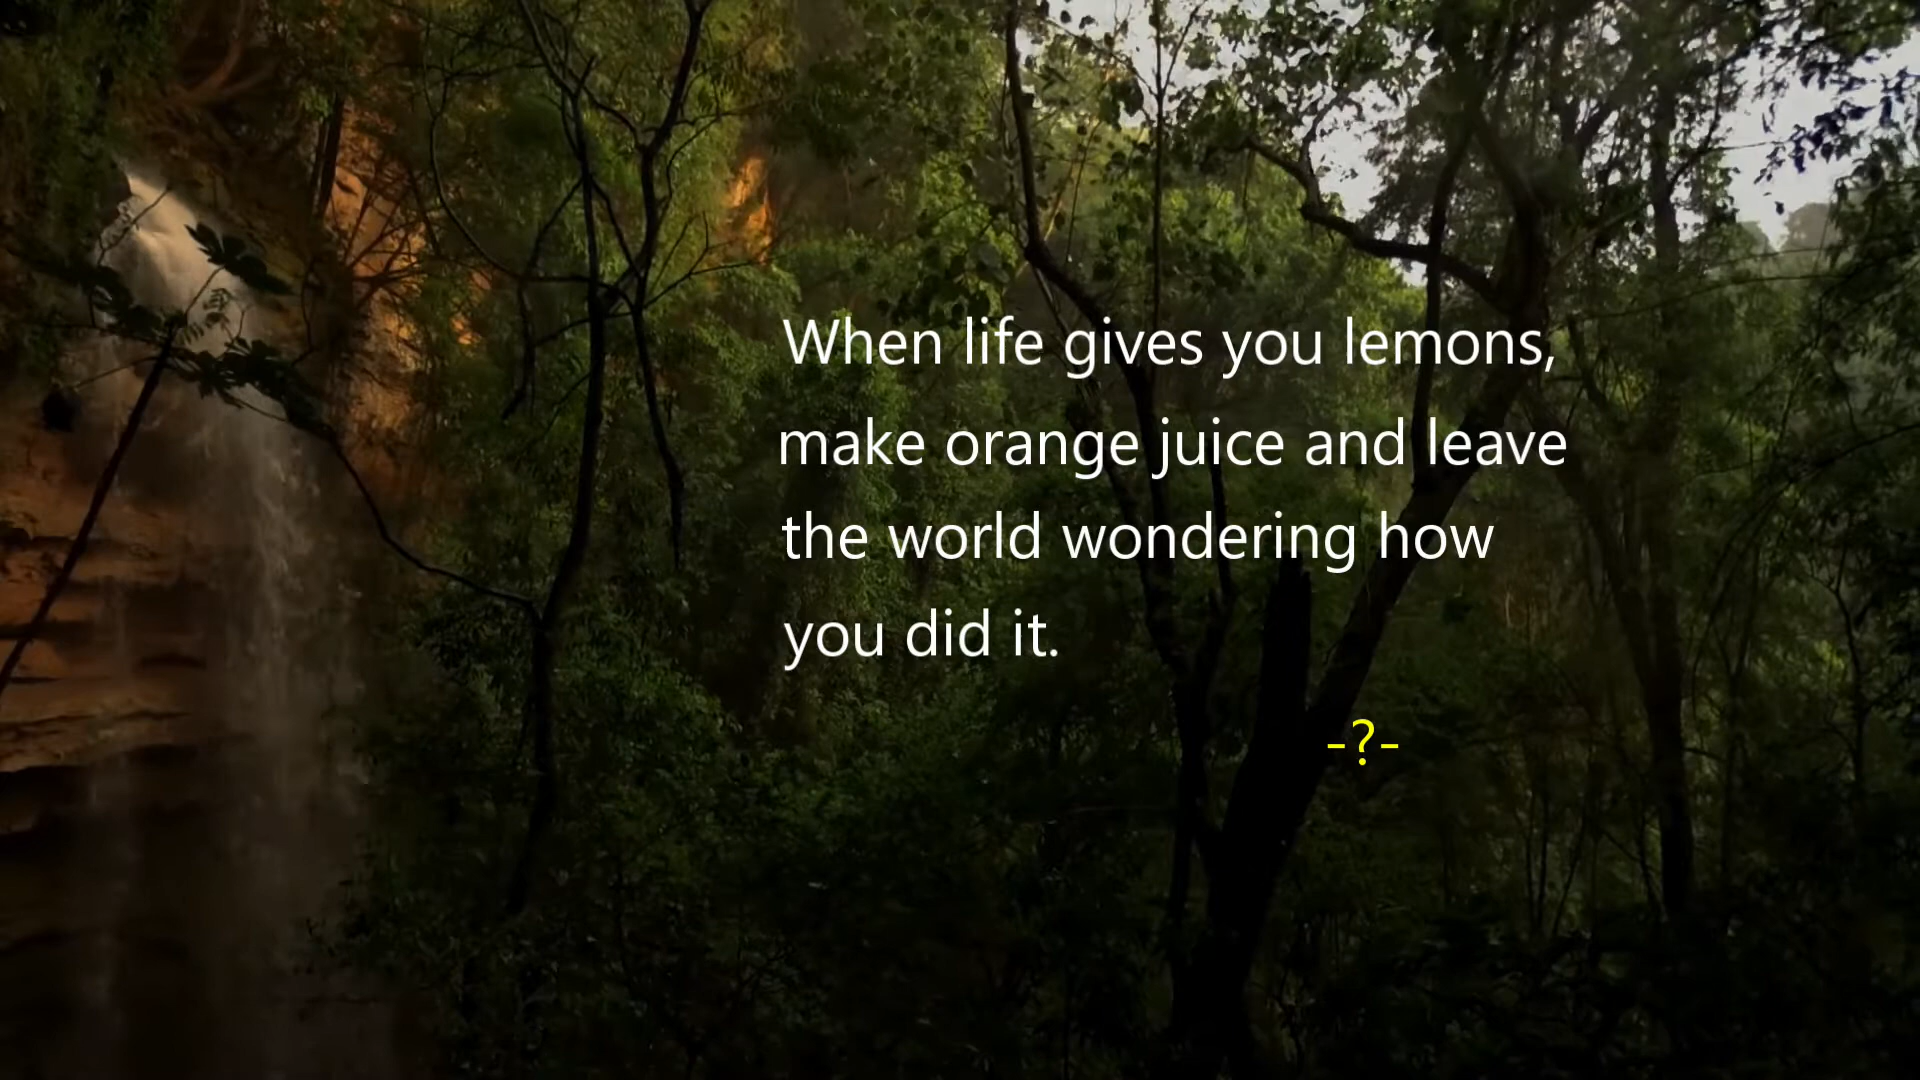 When life gives you lemons,
make orange juice and leave
the world wondering how
you did it.
-?-